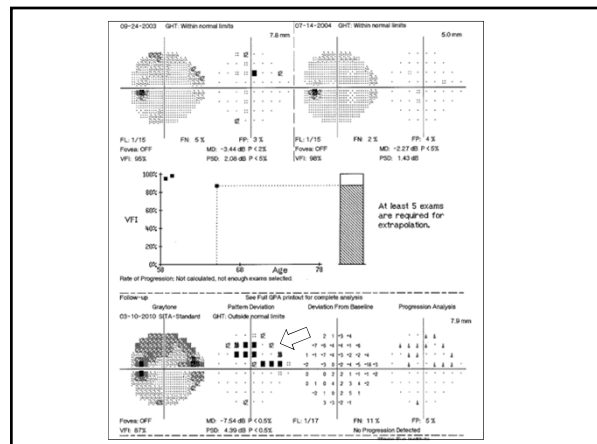 09-24-2003 GHT: Within normal limits
7.8 mm
07-14-2004 GHT: Within normal limits
5.0 mm
FL: 1/15 FN: 5 % FP: 3 %
Fovea: OFF MD: -3.44 dB P < 2%
VFI: 95% PSD: 2.08 dB P < 5%
FL: 1/15 FN: 2 % FP: 4 %
Fovea: OFF MD: -2.27 dB P < 5%
VFI: 98% PSD: 1.43 dB
100%
80%
60%
VFI
40%
20%
0%
50 60 70
Age
At least 5 exams
are required for
extrapolation.
Rate of Progression: Not calculated, not enough exams selected.
Follow-up See Full GPA printout for complete analysis
Graytone Pattern Deviation Deviation From Baseline Progression Analysis
03-10-2010 SITA-Standard GHT: Outside normal limits
7.9 mm
Fovea: OFF MD: -7.54 dB P < 0.5% FL: 1/17 FN: 11 % FP: 5 %
VFI: 87% PSD: 4.39 dB P < 0.5% No Progression Detected